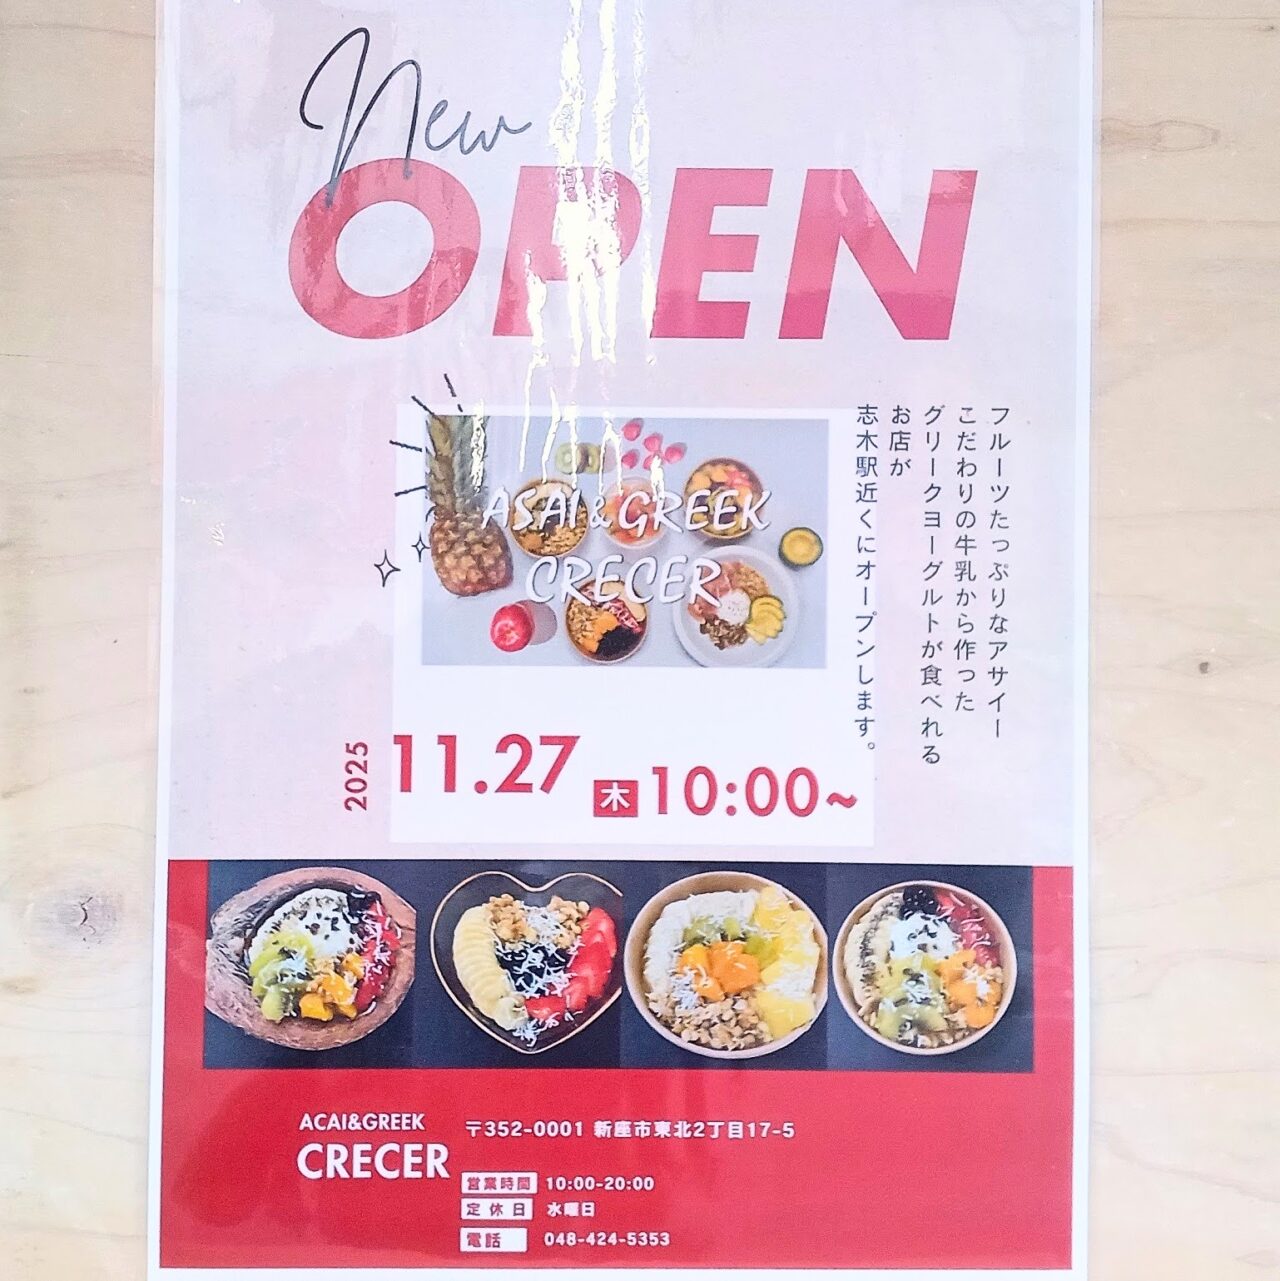 New
OPEN
フルーツたっぷりなアサイー
こだわりの牛乳から作った
グリークヨーグルトが食べれる
お店が
志木駅近くにオープンします。
ASAI&GREEK
CRECER
2025
11.27 木 10:00~
ACAI&GREEK
CRECER
〒352-0001 新座市東北2丁目17-5
営業時間 10:00-20:00
定休日 水曜日
電話 048-424-5353